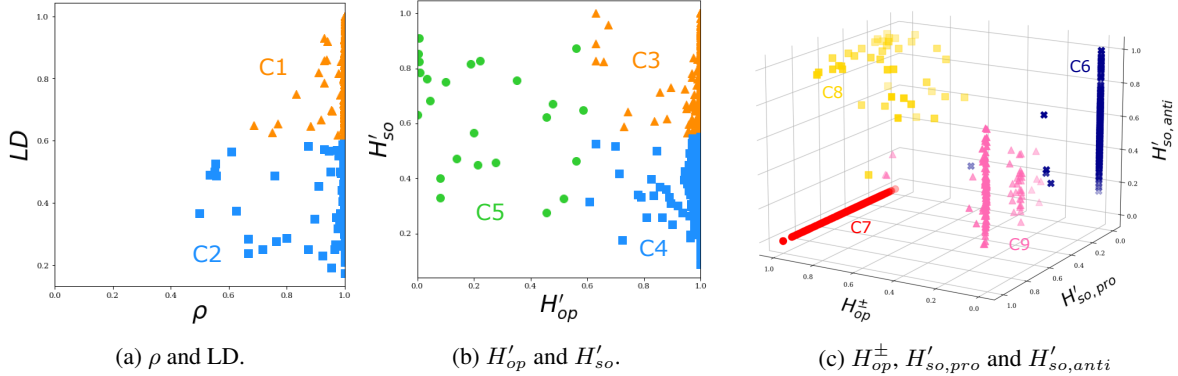 1.0
0.8
0.6
0.4
0.2
LD
C1
C2
0.0 0.2 0.4 0.6 0.8 1.0
ρ
(a) ρ and LD.
1.0
0.8
0.6
0.4
0.2
H′so
C3
C5
C4
0.0 0.2 0.4 0.6 0.8 1.0
H′op
(b) H′op and H′so.
C8
C6
C7
C9
1.0
0.8
0.6
0.4
0.2
0.0
H′so,anti
0.0
0.2
0.4
0.6
0.8
1.0
H′so,pro
1.0 0.8 0.6 0.4 0.2 0.0
H±op
(c) H±op, H′so,pro and H′so,anti